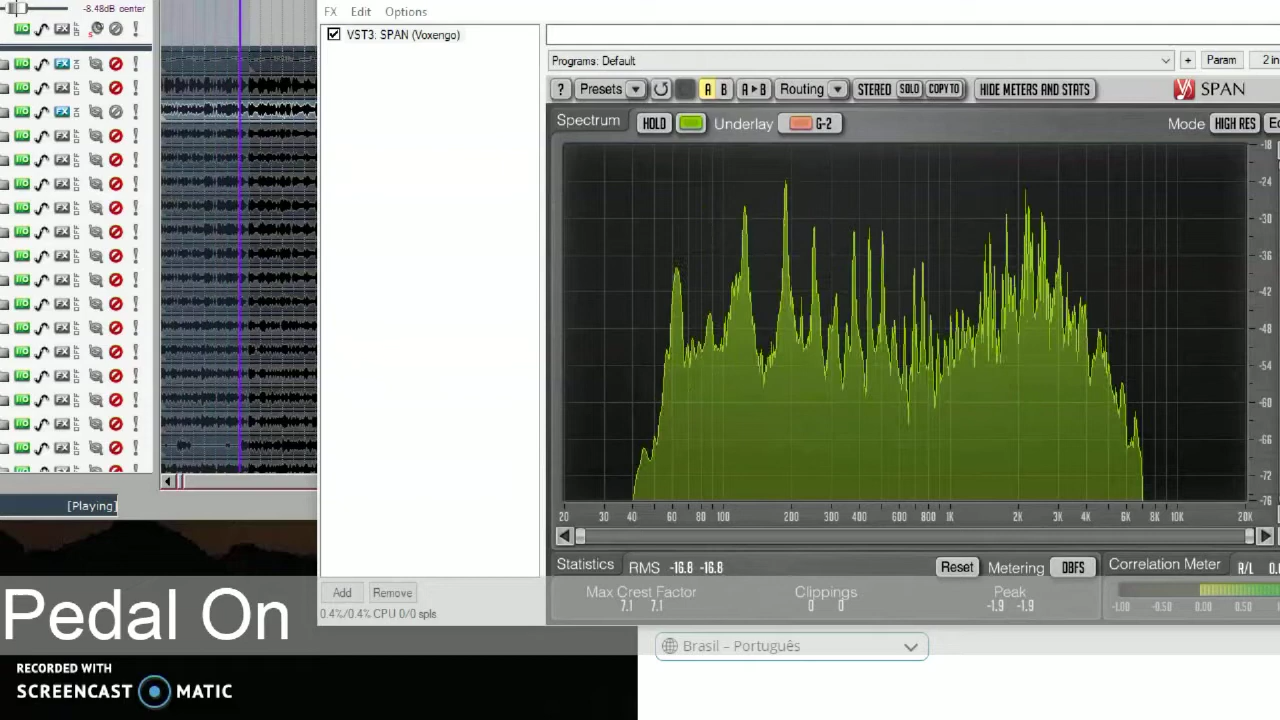 -8.48dB center
FX Edit Options
VST3: SPAN (Voxengo)
Programs: Default
+ Param 2 in
? Presets A B A▸B Routing STEREO SOLO COPY TO HIDE METERS AND STATS SPAN
Spectrum HOLD Underlay G-2 Mode HIGH RES
-18
-24
-30
-36
-42
-48
-54
-60
-66
-72
-76
20 30 40 60 80 100 200 300 400 600 800 1K 2K 3K 4K 6K 8K 10K 20K
[Playing]
Statistics RMS -16.8 -16.8 Reset Metering DBFS Correlation Meter R/L
Max Crest Factor Clippings Peak
7.1 7.1 0 0 -1.9 -1.9
-1.00 -0.50 0.00 0.50
Add Remove
0.4%/0.4% CPU 0/0 spls
Pedal On
Brasil – Português
RECORDED WITH
SCREENCAST MATIC